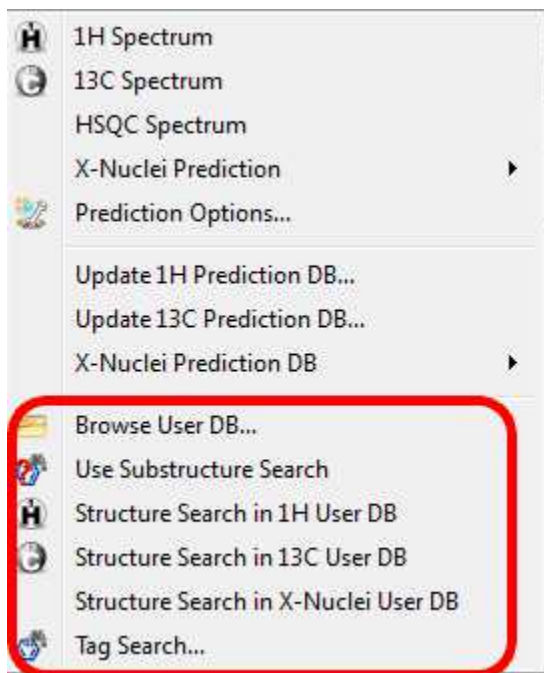 1H Spectrum
13C Spectrum
HSQC Spectrum
X-Nuclei Prediction
Prediction Options...
Update 1H Prediction DB...
Update 13C Prediction DB...
X-Nuclei Prediction DB
Browse User DB...
Use Substructure Search
Structure Search in 1H User DB
Structure Search in 13C User DB
Structure Search in X-Nuclei User DB
Tag Search...